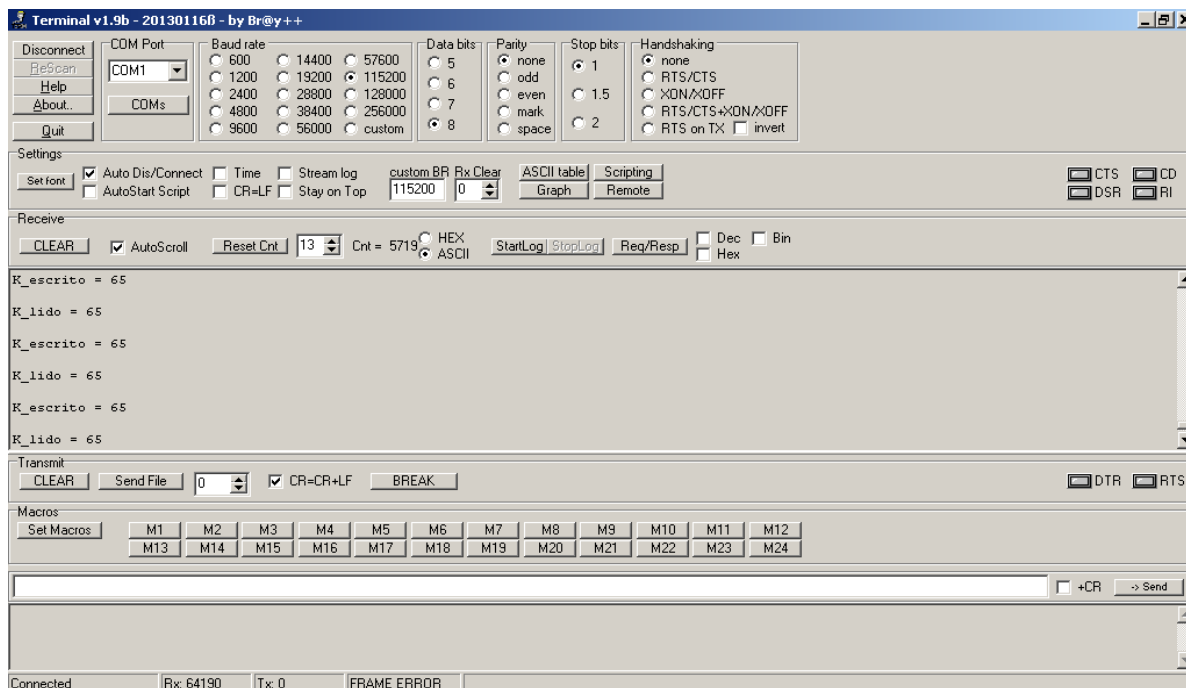 Terminal v1.9b - 20130116ß - by Br@y++
Disconnect
ReScan
Help
About..
Quit
COM Port
COM1
COMs
Baud rate
600 14400 57600
1200 19200 115200
2400 28800 128000
4800 38400 256000
9600 56000 custom
Data bits
5
6
7
8
Parity
none
odd
even
mark
space
Stop bits
1
1.5
2
Handshaking
none
RTS/CTS
XON/XOFF
RTS/CTS+XON/XOFF
RTS on TX invert
Settings
Set font
Auto Dis/Connect Time Stream log
AutoStart Script CR=LF Stay on Top
custom BR Rx Clear
115200 0
ASCII table Scripting
Graph Remote
CTS CD
DSR RI
Receive
CLEAR AutoScroll Reset Cnt 13 Cnt = 5719
HEX
ASCII
StartLog StopLog Req/Resp
Dec Bin
Hex
K_escrito = 65
K_lido = 65
K_escrito = 65
K_lido = 65
K_escrito = 65
K_lido = 65
Transmit
CLEAR Send File 0 CR=CR+LF BREAK DTR RTS
Macros
Set Macros M1 M2 M3 M4 M5 M6 M7 M8 M9 M10 M11 M12
M13 M14 M15 M16 M17 M18 M19 M20 M21 M22 M23 M24
+CR -> Send
Connected Rx: 64190 Tx: 0 FRAME ERROR